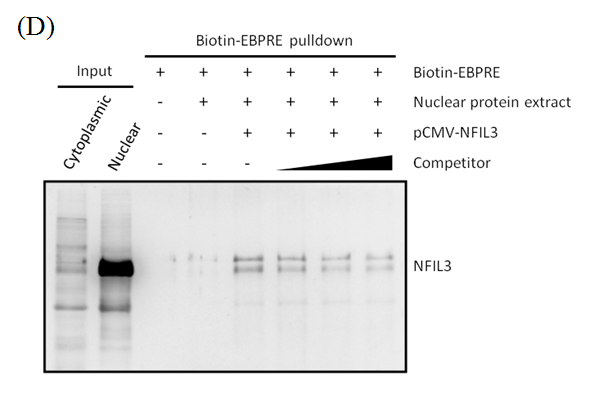 (D)
Biotin-EBPRE pulldown
Input
Cytoplasmic
Nuclear
+ + + + + + Biotin-EBPRE
- + + + + + Nuclear protein extract
- - + + + + pCMV-NFIL3
- - - Competitor
NFIL3